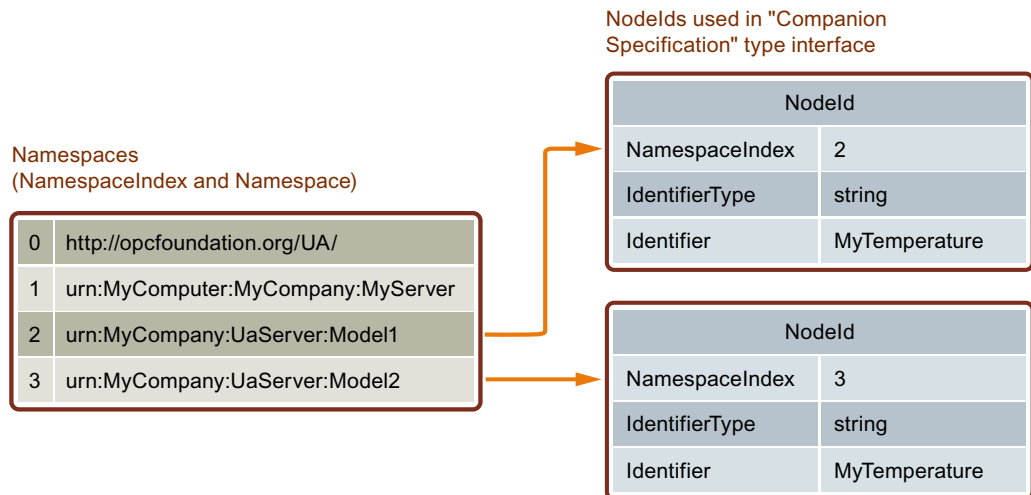 NodeIds used in "Companion
Specification" type interface
NodeId
NamespaceIndex 2
IdentifierType string
Identifier MyTemperature
Namespaces
(NamespaceIndex and Namespace)
0 http://opcfoundation.org/UA/
1 urn:MyComputer:MyCompany:MyServer
2 urn:MyCompany:UaServer:Model1
3 urn:MyCompany:UaServer:Model2
NodeId
NamespaceIndex 3
IdentifierType string
Identifier MyTemperature